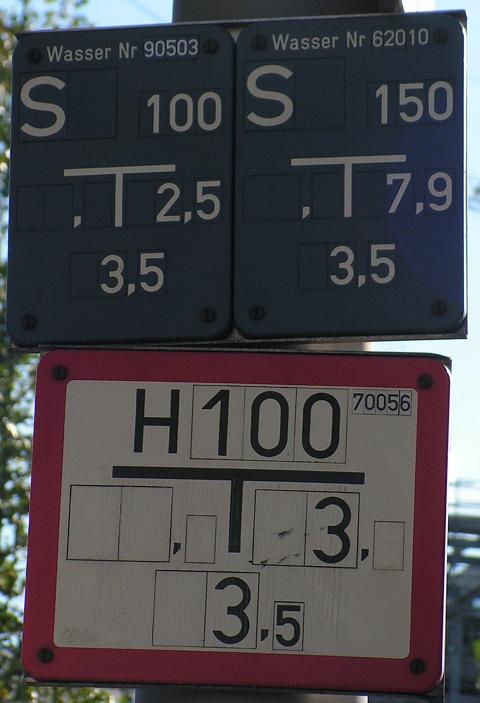 Wasser Nr 90503
S 100
, 2,5
3,5
Wasser Nr 62010
S 150
, 7,9
3,5
H100 70056
, 3,
3,5